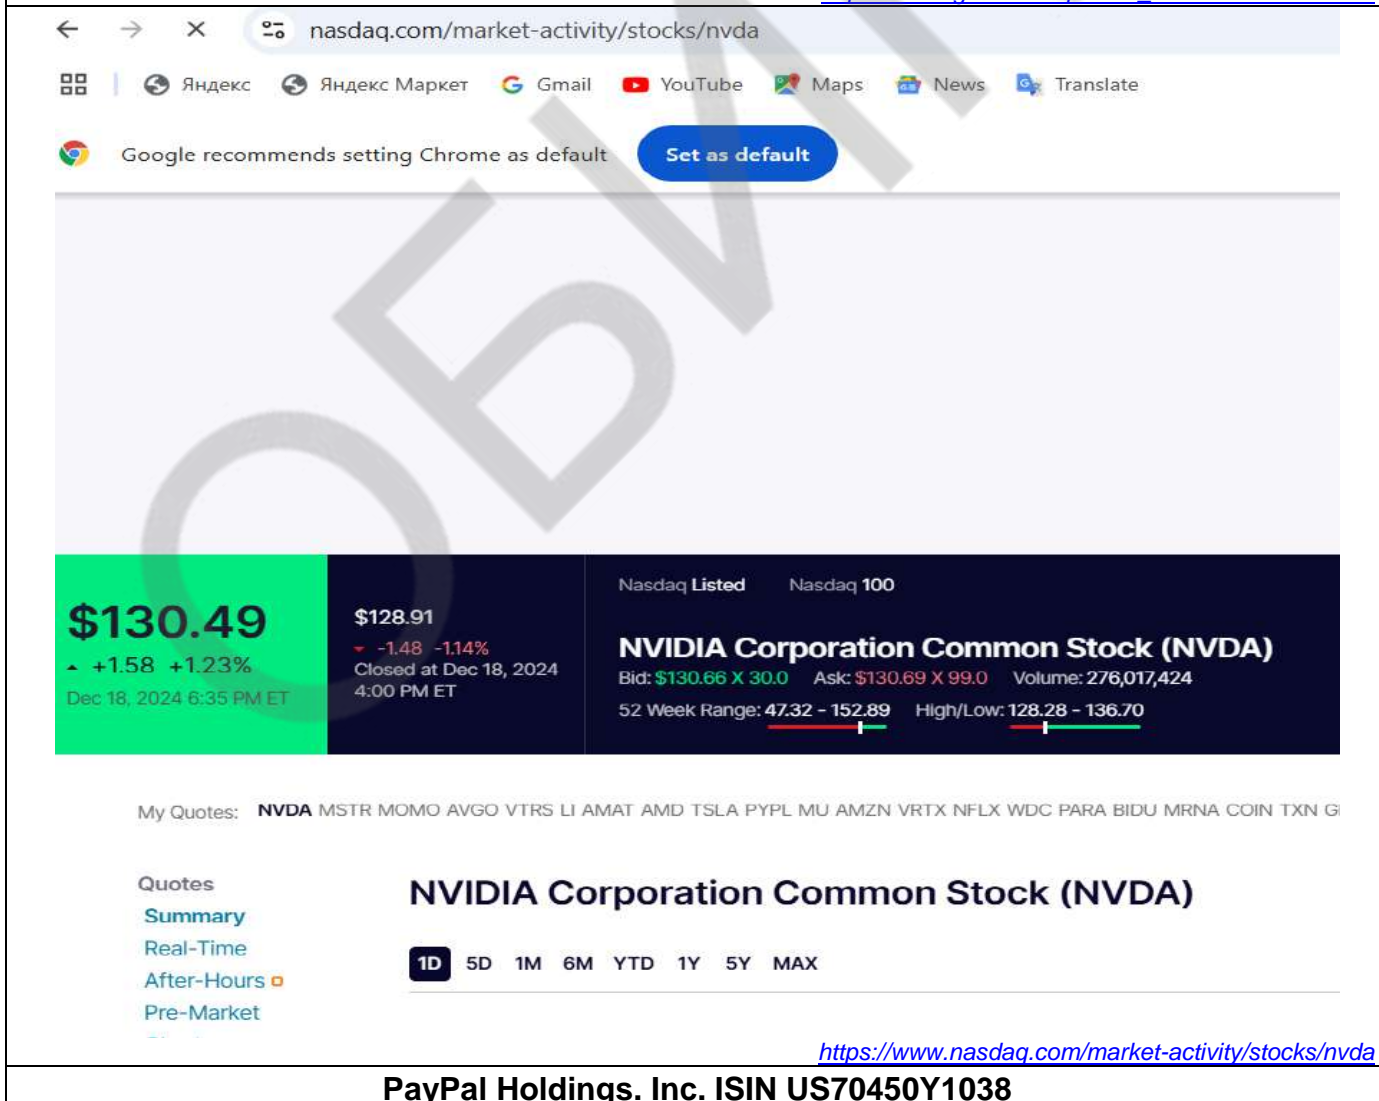 nasdaq.com/market-activity/stocks/nvda
Яндекс Яндекс Маркет Gmail YouTube Maps News Translate
Google recommends setting Chrome as default Set as default
ОБИ
Nasdaq Listed Nasdaq 100
$130.49
+1.58 +1.23%
Dec 18, 2024 6:35 PM ET
$128.91
-1.48 -1.14%
Closed at Dec 18, 2024
4:00 PM ET
NVIDIA Corporation Common Stock (NVDA)
Bid: $130.66 X 30.0 Ask: $130.69 X 99.0 Volume: 276,017,424
52 Week Range: 47.32 - 152.89 High/Low: 128.28 - 136.70
My Quotes: NVDA MSTR MOMO AVGO VTRS LI AMAT AMD TSLA PYPL MU AMZN VRTX NFLX WDC PARA BIDU MRNA COIN TXN
Quotes
Summary
Real-Time
After-Hours
Pre-Market
NVIDIA Corporation Common Stock (NVDA)
1D 5D 1M 6M YTD 1Y 5Y MAX
https://www.nasdaq.com/market-activity/stocks/nvda
PayPal Holdings, Inc. ISIN US70450Y1038